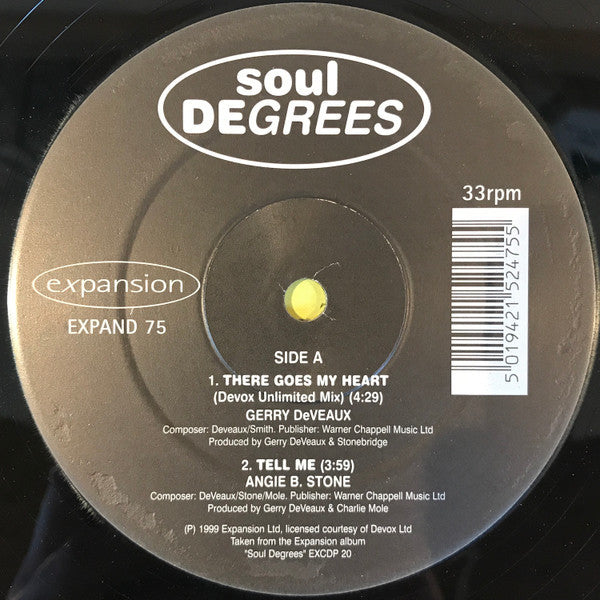 soul
DEGREES
33rpm
expansion
EXPAND 75
5 019421 524755
SIDE A
1. THERE GOES MY HEART
(Devox Unlimited Mix) (4:29)
GERRY DeVEAUX
Composer: Deveaux/Smith. Publisher: Warner Chappell Music Ltd
Produced by Gerry DeVeaux & Stonebridge
2. TELL ME (3:59)
ANGIE B. STONE
Composer: DeVeaux/Stone/Mole. Publisher: Warner Chappell Music Ltd
Produced by Gerry DeVeaux & Charlie Mole
(P) 1999 Expansion Ltd, licensed courtesy of Devox Ltd
Taken from the Expansion album
"Soul Degrees" EXCDP 20